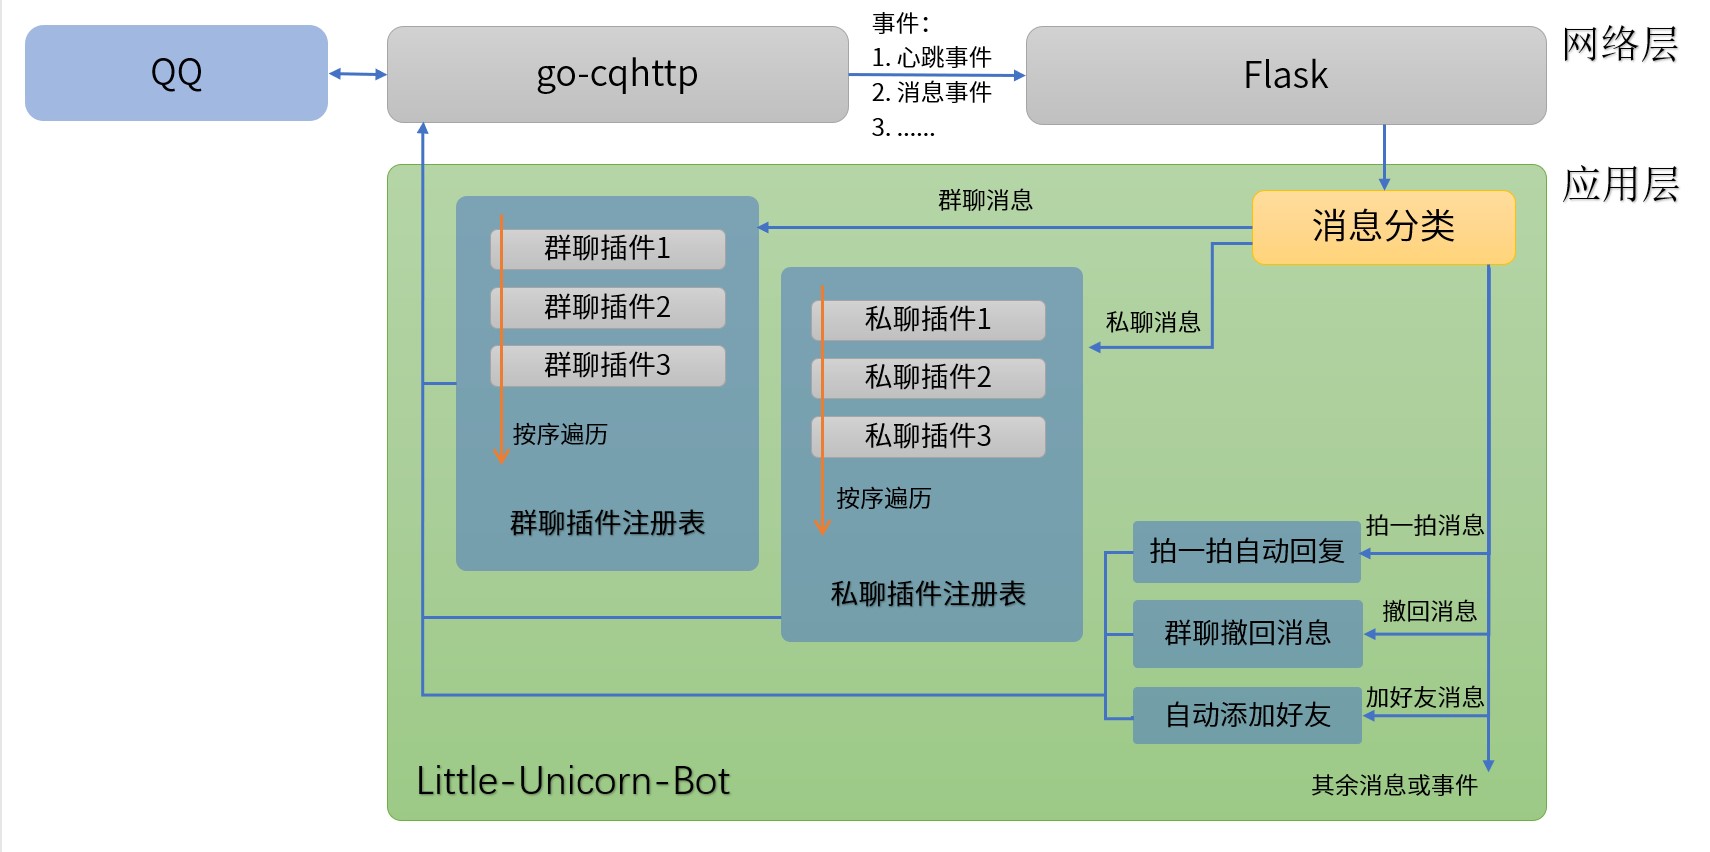 QQ
go-cqhttp
事件：
1. 心跳事件
2. 消息事件
3. ......
Flask
网络层
应用层
消息分类
群聊消息
私聊消息
群聊插件1
群聊插件2
群聊插件3
按序遍历
群聊插件注册表
私聊插件1
私聊插件2
私聊插件3
按序遍历
私聊插件注册表
拍一拍消息
拍一拍自动回复
撤回消息
群聊撤回消息
加好友消息
自动添加好友
其余消息或事件
Little-Unicorn-Bot